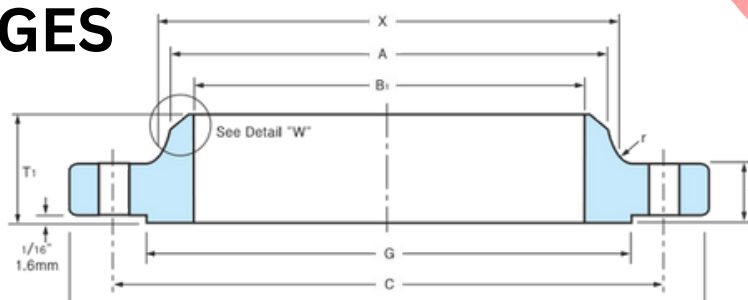 GES
X
A
B1
See Detail "W"
r
T1
1/16"
1.6mm
G
C